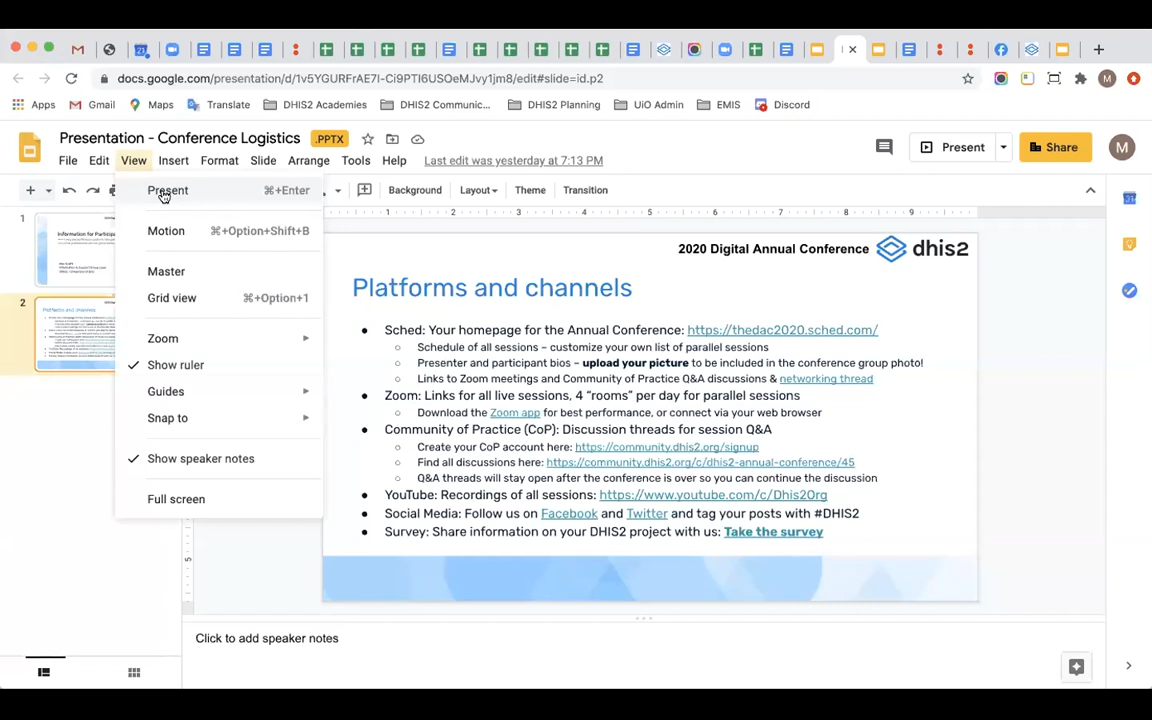 docs.google.com/presentation/d/1v5YGURFrAE7I-Ci9PTI6USOeMJvy1jm8/edit#slide=id.p2
M
Apps
Gmail
Maps
Translate
DHIS2 Academies
DHIS2 Communic...
DHIS2 Planning
UiO Admin
EMIS
Discord
Presentation - Conference Logistics .PPTX
File Edit View Insert Format Slide Arrange Tools Help Last edit was yesterday at 7:13 PM
Present
Share
M
Background Layout Theme Transition
Present ⌘+Enter
Motion ⌘+Option+Shift+B
Master
Grid view ⌘+Option+1
Zoom
Show ruler
Guides
Snap to
Show speaker notes
Full screen
1
2
1 2 3 4 5 6 7 8 9
5
2020 Digital Annual Conference dhis2
Platforms and channels
● Sched: Your homepage for the Annual Conference: https://thedac2020.sched.com/
○ Schedule of all sessions – customize your own list of parallel sessions
○ Presenter and participant bios – upload your picture to be included in the conference group photo!
○ Links to Zoom meetings and Community of Practice Q&A discussions & networking thread
● Zoom: Links for all live sessions, 4 “rooms” per day for parallel sessions
○ Download the Zoom app for best performance, or connect via your web browser
● Community of Practice (CoP): Discussion threads for session Q&A
○ Create your CoP account here: https://community.dhis2.org/signup
○ Find all discussions here: https://community.dhis2.org/c/dhis2-annual-conference/45
○ Q&A threads will stay open after the conference is over so you can continue the discussion
● YouTube: Recordings of all sessions: https://www.youtube.com/c/Dhis2Org
● Social Media: Follow us on Facebook and Twitter and tag your posts with #DHIS2
● Survey: Share information on your DHIS2 project with us: Take the survey
Click to add speaker notes